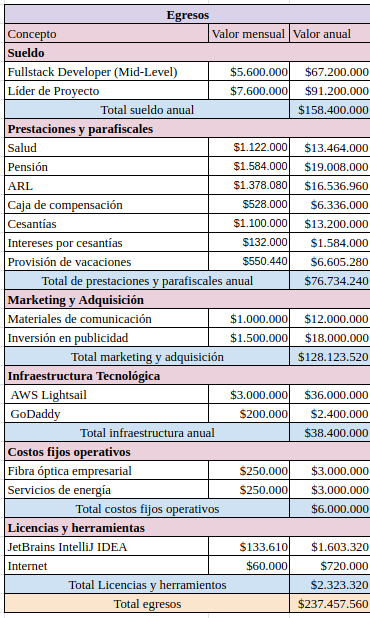 Egresos
Concepto Valor mensual Valor anual
Sueldo
Fullstack Developer (Mid-Level) $5.600.000 $67.200.000
Líder de Proyecto $7.600.000 $91.200.000
Total sueldo anual $158.400.000
Prestaciones y parafiscales
Salud $1.122.000 $13.464.000
Pensión $1.584.000 $19.008.000
ARL $1.378.080 $16.536.960
Caja de compensación $528.000 $6.336.000
Cesantías $1.100.000 $13.200.000
Intereses por cesantías $132.000 $1.584.000
Provisión de vacaciones $550.440 $6.605.280
Total de prestaciones y parafiscales anual $76.734.240
Marketing y Adquisición
Materiales de comunicación $1.000.000 $12.000.000
Inversión en publicidad $1.500.000 $18.000.000
Total marketing y adquisición $128.123.520
Infraestructura Tecnológica
AWS Lightsail $3.000.000 $36.000.000
GoDaddy $200.000 $2.400.000
Total infraestructura anual $38.400.000
Costos fijos operativos
Fibra óptica empresarial $250.000 $3.000.000
Servicios de energía $250.000 $3.000.000
Total costos fijos operativos $6.000.000
Licencias y herramientas
JetBrains IntelliJ IDEA $133.610 $1.603.320
Internet $60.000 $720.000
Total Licencias y herramientos $2.323.320
Total egresos $237.457.560